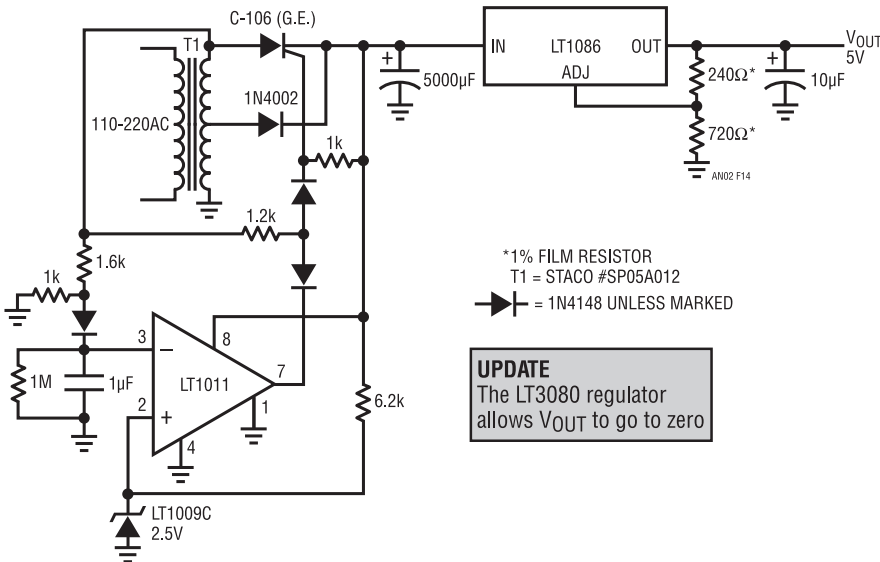 C-106 (G.E.)
T1
IN
LT1086
OUT
ADJ
VOUT
5V
+
5000µF
240Ω*
+
10µF
1N4002
110-220AC
720Ω*
1k
AN02 F14
1.2k
1.6k
1k
*1% FILM RESISTOR
T1 = STACO #SP05A012
= 1N4148 UNLESS MARKED
3
−
8
1M
1µF
LT1011
7
6.2k
2
+
1
4
UPDATE
The LT3080 regulator
allows VOUT to go to zero
LT1009C
2.5V